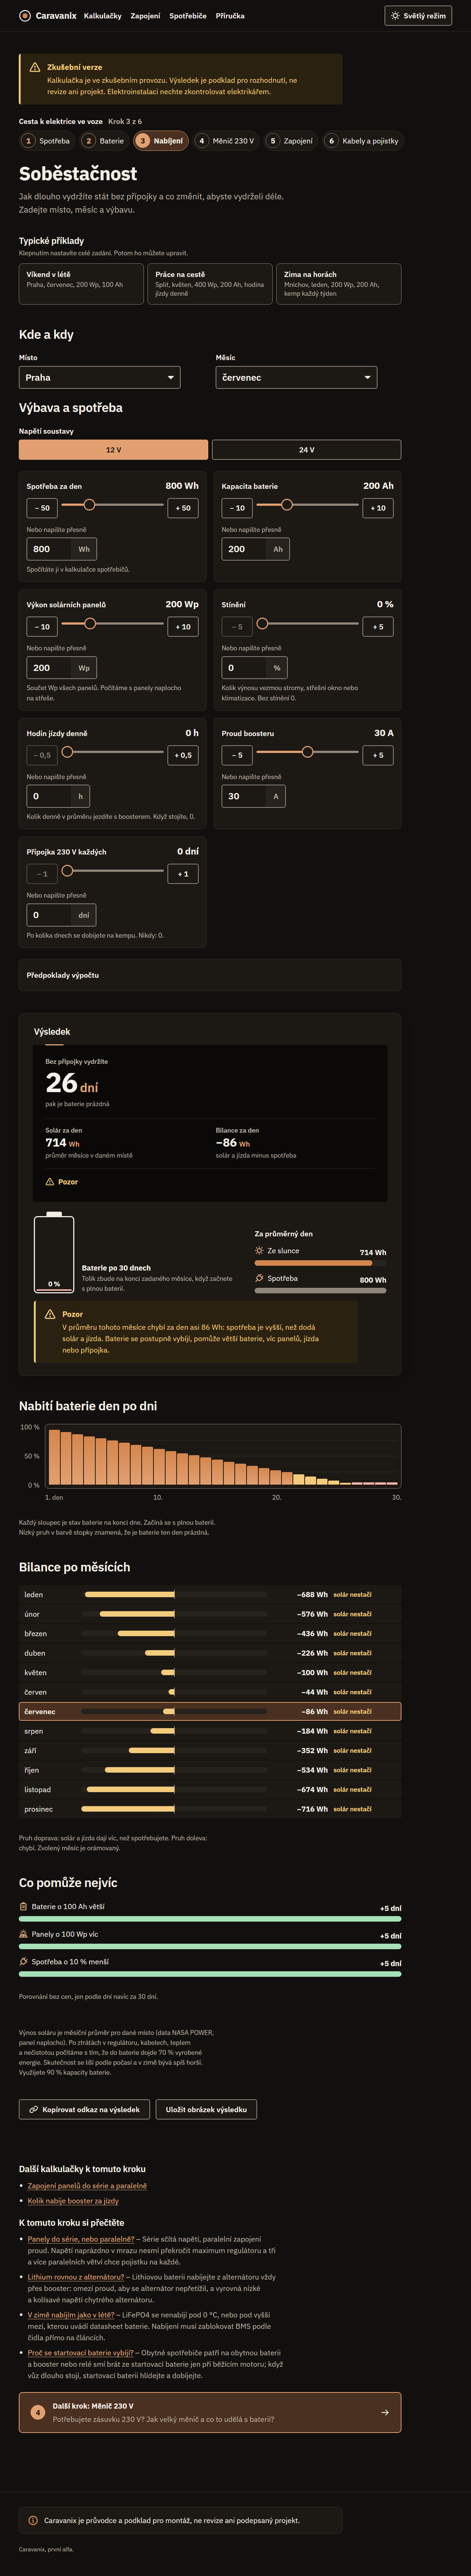 Caravanix
Kalkulačky Zapojení Spotřebiče Příručka
Světlý režim
Zkušební verze
Kalkulačka je ve zkušebním provozu. Výsledek je podklad pro rozhodnutí, ne
revize ani projekt. Elektroinstalaci nechte zkontrolovat elektrikářem.
Cesta k elektrice ve voze Krok 3 z 6
1 Spotřeba
2 Baterie
3 Nabíjení
4 Měnič 230 V
5 Zapojení
6 Kabely a pojistky
Soběstačnost
Jak dlouho vydržíte stát bez přípojky a co změnit, abyste vydrželi déle.
Zadejte místo, měsíc a výbavu.
Typické příklady
Klepnutím nastavíte celé zadání. Potom ho můžete upravit.
Víkend v létě
Praha, červenec, 200 Wp, 100 Ah
Práce na cestě
Split, květen, 400 Wp, 200 Ah, hodina
jízdy denně
Zima na horách
Mnichov, leden, 200 Wp, 200 Ah,
kemp každý týden
Kde a kdy
Místo
Praha
Měsíc
červenec
Výbava a spotřeba
Napětí soustavy
12 V
24 V
Spotřeba za den 800 Wh
− 50
+ 50
Nebo napište přesně
800 Wh
Spočítáte ji v kalkulačce spotřebičů.
Kapacita baterie 200 Ah
− 10
+ 10
Nebo napište přesně
200 Ah
Výkon solárních panelů 200 Wp
− 10
+ 10
Nebo napište přesně
200 Wp
Součet Wp všech panelů. Počítáme s panely naplocho
na střeše.
Stínění 0 %
− 5
+ 5
Nebo napište přesně
0 %
Kolik výnosu vezmou stromy, střešní okno nebo
klimatizace. Bez stínění 0.
Hodin jízdy denně 0 h
− 0,5
+ 0,5
Nebo napište přesně
0 h
Kolik denně v průměru jezdíte s boosterem. Když stojíte, 0.
Proud boosteru 30 A
− 5
+ 5
Nebo napište přesně
30 A
Přípojka 230 V každých 0 dní
− 1
+ 1
Nebo napište přesně
0 dní
Po kolika dnech se dobijete na kempu. Nikdy: 0.
Předpoklady výpočtu
Výsledek
Bez přípojky vydržíte
26 dní
pak je baterie prázdná
Solár za den
714 Wh
průměr měsíce v daném místě
Bilance za den
−86 Wh
solár a jízda minus spotřeba
Pozor
0 %
Baterie po 30 dnech
Tolik zbude na konci zadaného měsíce, když začnete
s plnou baterií.
Za průměrný den
Ze slunce 714 Wh
Spotřeba 800 Wh
Pozor
V průměru tohoto měsíce chybí za den asi 86 Wh: spotřeba je vyšší, než dodá
solár a jízda. Baterie se postupně vybíjí, pomůže větší baterie, víc panelů, jízda
nebo přípojka.
Nabití baterie den po dni
100 %
50 %
0 %
1. den
10.
20.
30.
Každý sloupec je stav baterie na konci dne. Začíná se s plnou baterií.
Nízký pruh v barvě stopky znamená, že je baterie ten den prázdná.
Bilance po měsících
leden −688 Wh solár nestačí
únor −576 Wh solár nestačí
březen −436 Wh solár nestačí
duben −226 Wh solár nestačí
květen −100 Wh solár nestačí
červen −44 Wh solár nestačí
červenec −86 Wh solár nestačí
srpen −184 Wh solár nestačí
září −352 Wh solár nestačí
říjen −534 Wh solár nestačí
listopad −674 Wh solár nestačí
prosinec −716 Wh solár nestačí
Pruh doprava: solár a jízda dají víc, než spotřebujete. Pruh doleva:
chybí. Zvolený měsíc je orámovaný.
Co pomůže nejvíc
Baterie o 100 Ah větší +5 dní
Panely o 100 Wp víc +5 dní
Spotřeba o 10 % menší +5 dní
Porovnání bez cen, jen podle dní navíc za 30 dní.
Výnos soláru je měsíční průměr pro dané místo (data NASA POWER,
panel naplocho). Po ztrátách v regulátoru, kabelech, teplem
a nečistotou počítáme s tím, že do baterie dojde 70 % vyrobené
energie. Skutečnost se liší podle počasí a v zimě bývá spíš horší.
Využijete 90 % kapacity baterie.
Kopírovat odkaz na výsledek
Uložit obrázek výsledku
Další kalkulačky k tomuto kroku
• Zapojení panelů do série a paralelně
• Kolik nabije booster za jízdy
K tomuto kroku si přečtěte
• Panely do série, nebo paralelně? – Série sčítá napětí, paralelní zapojení
proud. Napětí naprázdno v mrazu nesmí překročit maximum regulátoru a tři
a více paralelních větví chce pojistky na každé.
• Lithium rovnou z alternátoru? – Lithiovou baterii nabíjejte z alternátoru vždy
přes booster: omezí proud, aby se alternátor nepřetížil, a vyrovná nízké
a kolísavé napětí chytrého alternátoru.
• V zimě nabíjím jako v létě? – LiFePO4 se nenabíjí pod 0 °C, nebo pod vyšší
mezí, kterou uvádí datasheet baterie. Nabíjení musí zablokovat BMS podle
čidla přímo na článcích.
• Proč se startovací baterie vybíjí? – Obytné spotřebiče patří na obytnou baterii
a booster nebo relé smí brát ze startovací baterie jen při běžícím motoru; když
vůz dlouho stojí, startovací baterii hlídejte a dobíjejte.
4
Další krok: Měnič 230 V
Potřebujete zásuvku 230 V? Jak velký měnič a co to udělá s baterií?
Caravanix je průvodce a podklad pro montáž, ne revize ani podepsaný projekt.
Caravanix, první alfa.